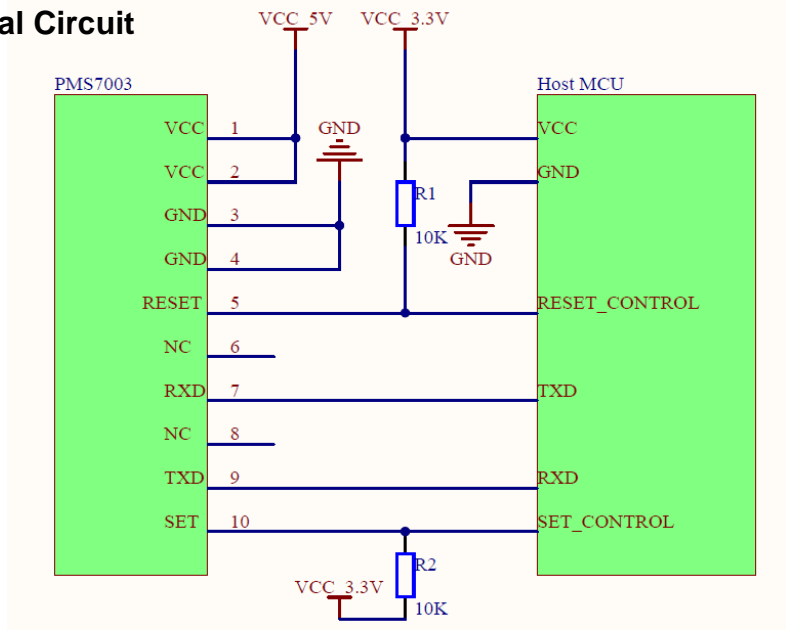 al Circuit
VCC_5V VCC_3.3V
PMS7003 Host MCU
VCC 1 GND VCC
VCC 2 GND
R1
GND 3
10K
GND 4 GND
RESET 5 RESET_CONTROL
NC 6
RXD 7 TXD
NC 8
TXD 9 RXD
SET 10 SET_CONTROL
R2
VCC_3.3V
10K